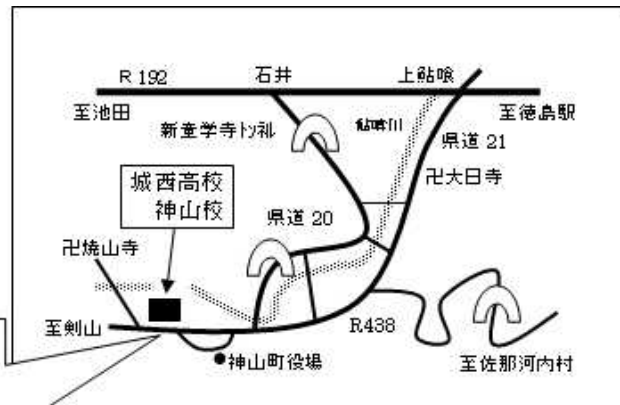 R 192
石井
上鮎喰
至池田
至徳島駅
新童学寺トンネル
鮎喰川
県道 21
城西高校
神山校
卍大日寺
県道 20
卍焼山寺
至剣山
R438
●神山町役場
至佐那河内村